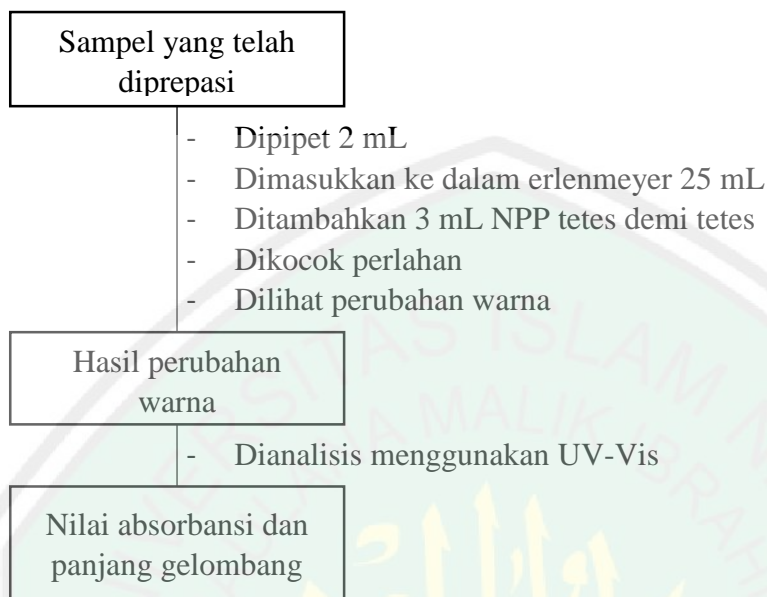 Sampel yang telah
diprepasi
- Dipipet 2 mL
- Dimasukkan ke dalam erlenmeyer 25 mL
- Ditambahkan 3 mL NPP tetes demi tetes
- Dikocok perlahan
- Dilihat perubahan warna
Hasil perubahan
warna
- Dianalisis menggunakan UV-Vis
Nilai absorbansi dan
panjang gelombang